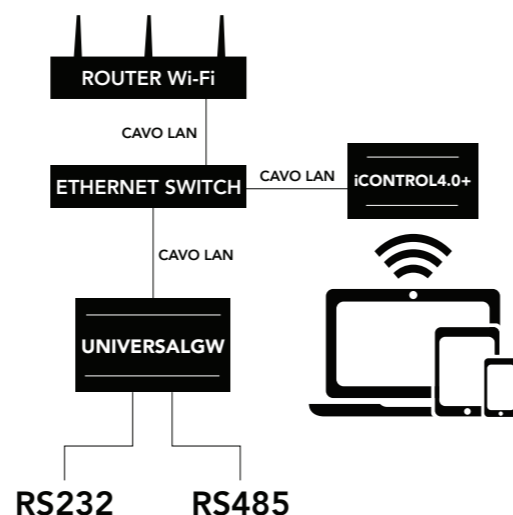 ROUTER Wi-Fi
CAVO LAN
ETHERNET SWITCH
CAVO LAN
iCONTROL4.0+
CAVO LAN
UNIVERSALGW
RS232
RS485